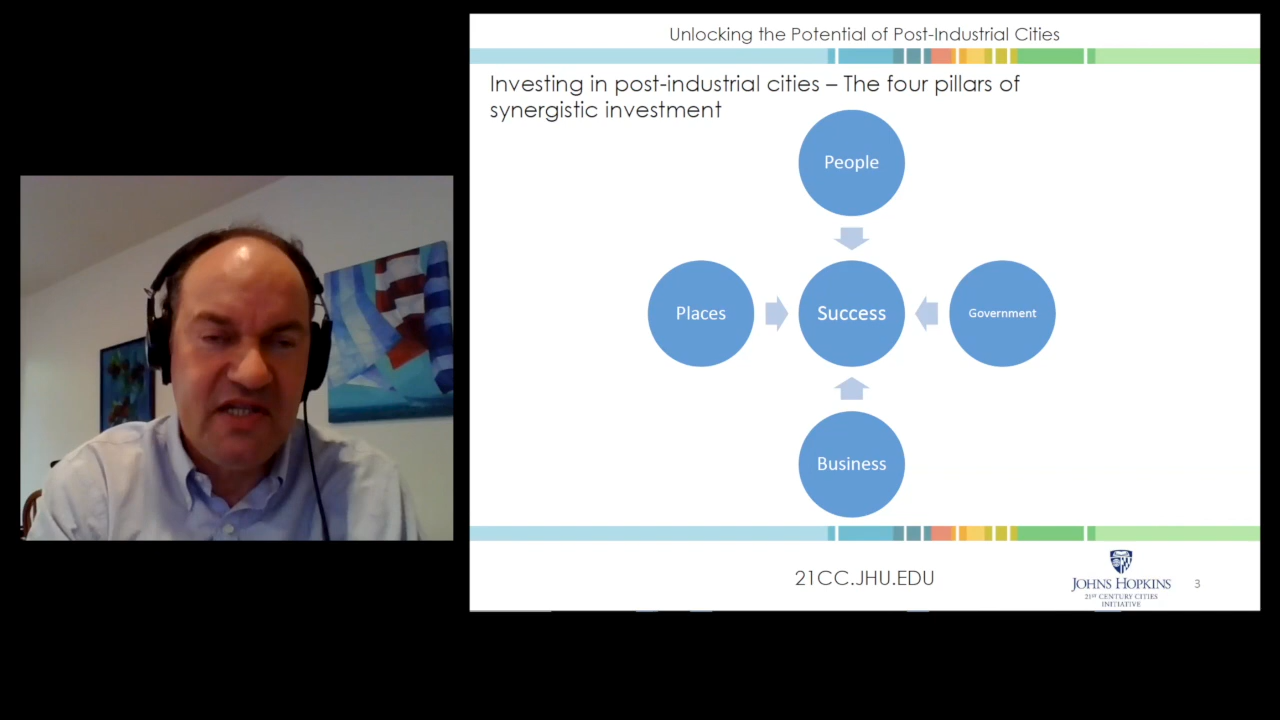 Unlocking the Potential of Post-Industrial Cities
Investing in post-industrial cities – The four pillars of
synergistic investment
People
Places
Success
Government
Business
21CC.JHU.EDU
JOHNS HOPKINS
21ST CENTURY CITIES
INITIATIVE
3